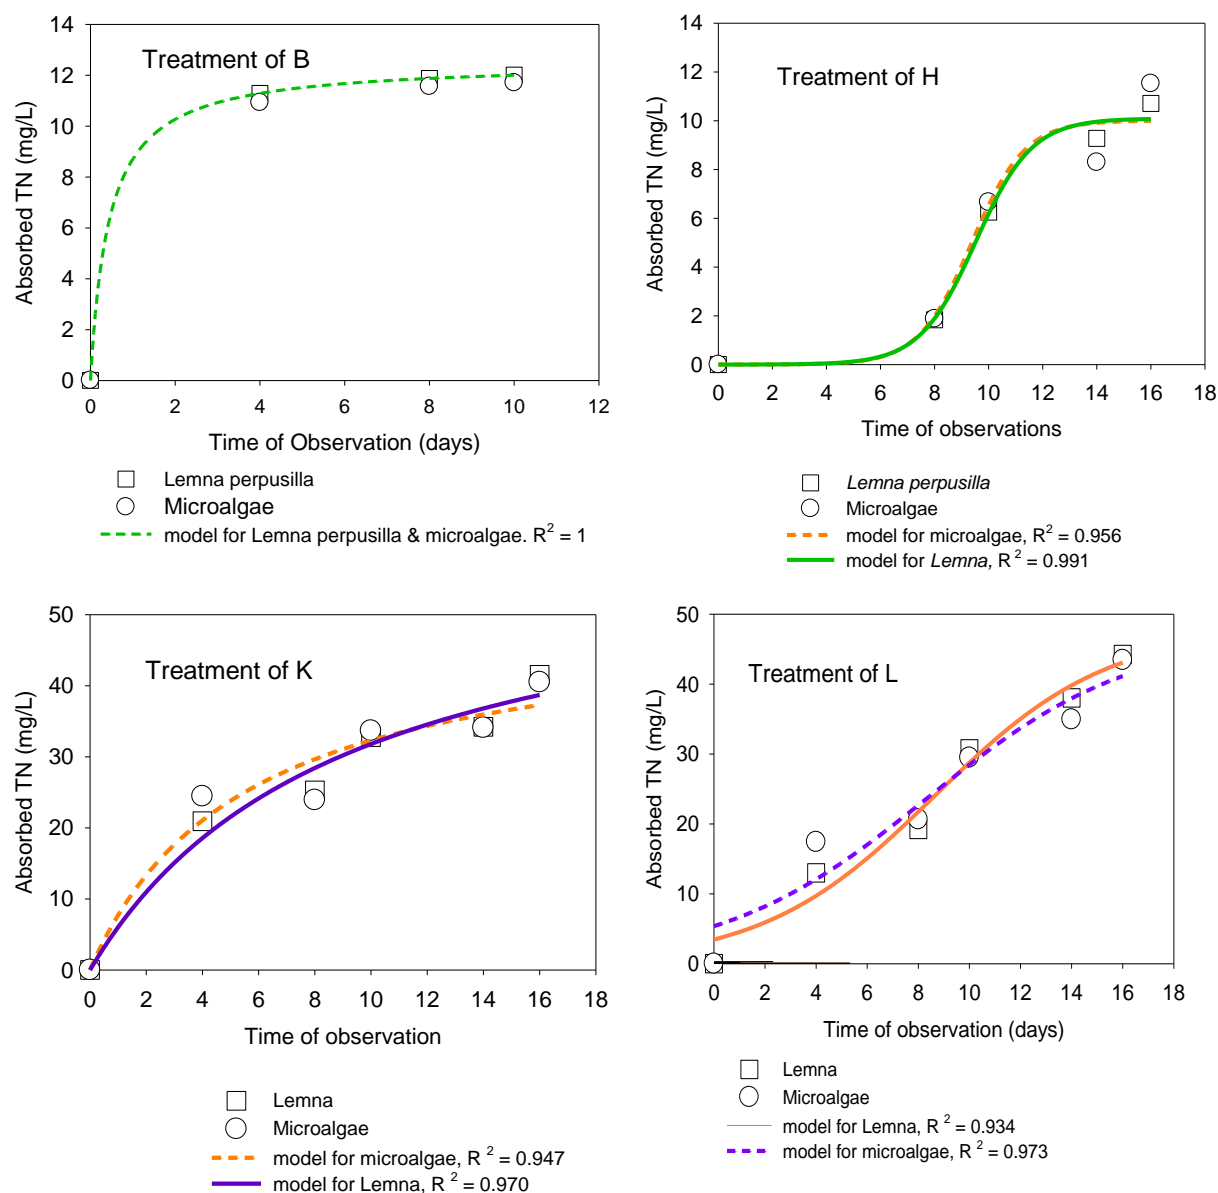 Treatment of B
Absorbed TN (mg/L)
14
12
10
8
6
4
2
0
0 2 4 6 8 10 12
Time of Observation (days)
Lemna perpusilla
Microalgae
model for Lemna perpusilla & microalgae. R² = 1
Treatment of H
Absorbed TN (mg/L)
14
12
10
8
6
4
2
0
0 2 4 6 8 10 12 14 16 18
Time of observations
Lemna perpusilla
Microalgae
model for microalgae, R² = 0.956
model for Lemna, R² = 0.991
Treatment of K
Absorbed TN (mg/L)
50
40
30
20
10
0
0 2 4 6 8 10 12 14 16 18
Time of observation
Lemna
Microalgae
model for microalgae, R² = 0.947
model for Lemna, R² = 0.970
Treatment of L
Absorbed TN (mg/L)
50
40
30
20
10
0
0 2 4 6 8 10 12 14 16 18
Time of observation (days)
Lemna
Microalgae
model for Lemna, R² = 0.934
model for microalgae, R² = 0.973